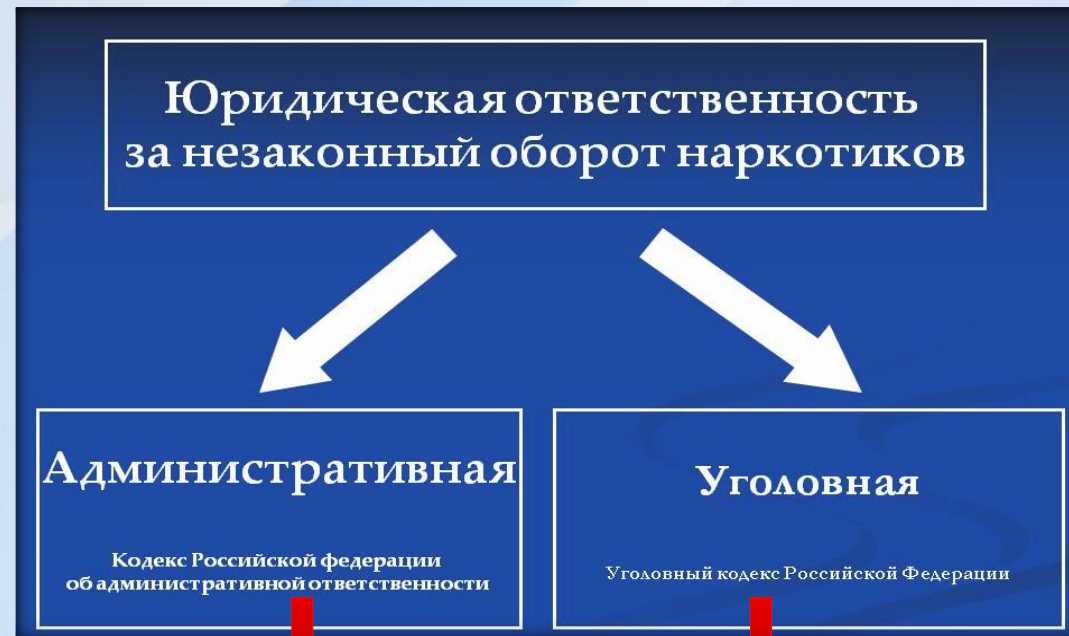 Юридическая ответственность
за незаконный оборот наркотиков
Административная
Кодекс Российской федерации
об административной ответственности
Уголовная
Уголовный кодекс Российской Федерации